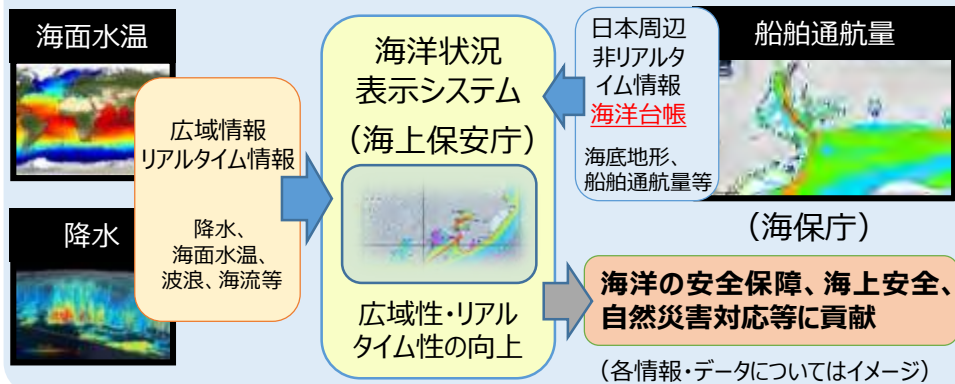 海面水温
降水
広域情報
リアルタイム情報
降水、
海面水温、
波浪、海流等
海洋状況
表示システム
（海上保安庁）
広域性・リアル
タイム性の向上
日本周辺
非リアルタ
イム情報
海洋台帳
海底地形、
船舶通航量等
船舶通航量
（海保庁）
海洋の安全保障、海上安全、
自然災害対応等に貢献
（各情報・データについてはイメージ）